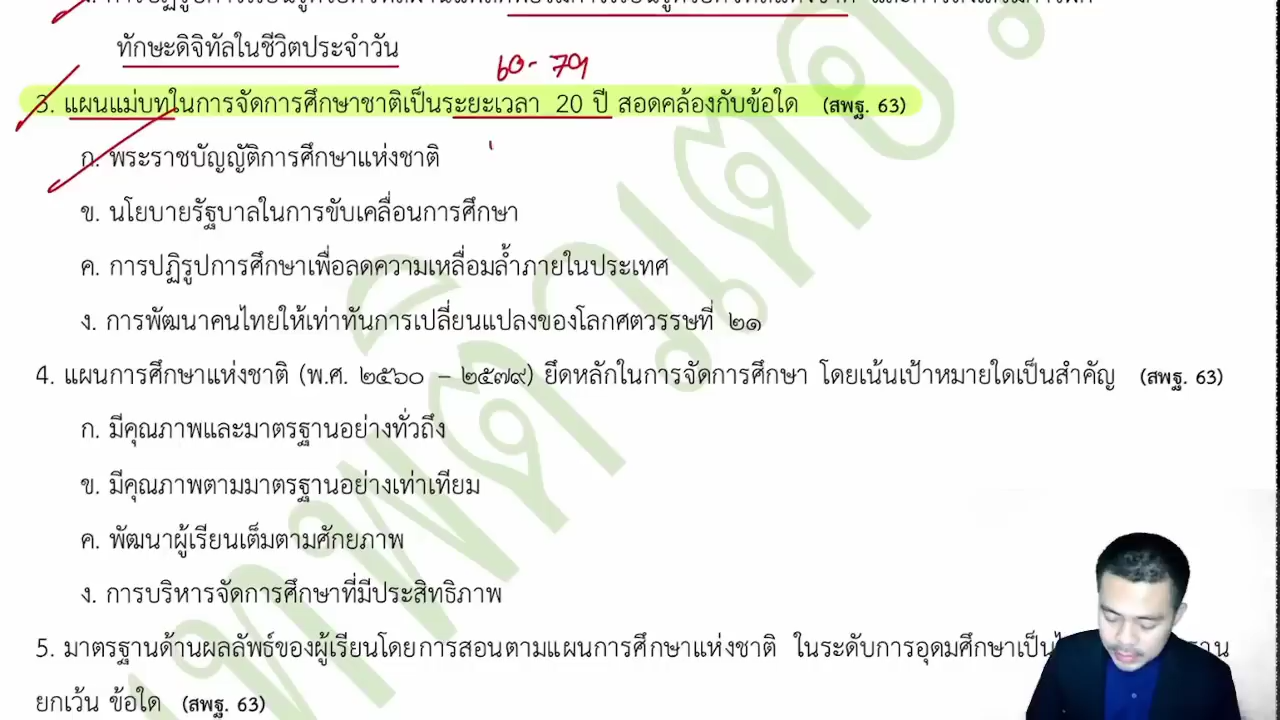 ทักษะดิจิทัลในชีวิตประจำวัน
60-79
3. แผนแม่บทในการจัดการศึกษาชาติเป็นระยะเวลา 20 ปี สอดคล้องกับข้อใด (สพฐ. 63)
ก. พระราชบัญญัติการศึกษาแห่งชาติ
ข. นโยบายรัฐบาลในการขับเคลื่อนการศึกษา
ค. การปฏิรูปการศึกษาเพื่อลดความเหลื่อมล้ำภายในประเทศ
ง. การพัฒนาคนไทยให้เท่าทันการเปลี่ยนแปลงของโลกศตวรรษที่ ๒๑
4. แผนการศึกษาแห่งชาติ (พ.ศ. ๒๕๖๐ – ๒๕๗๙) ยึดหลักในการจัดการศึกษา โดยเน้นเป้าหมายใดเป็นสำคัญ (สพฐ. 63)
ก. มีคุณภาพและมาตรฐานอย่างทั่วถึง
ข. มีคุณภาพตามมาตรฐานอย่างเท่าเทียม
ค. พัฒนาผู้เรียนเต็มตามศักยภาพ
ง. การบริหารจัดการศึกษาที่มีประสิทธิภาพ
5. มาตรฐานด้านผลลัพธ์ของผู้เรียนโดยการสอนตามแผนการศึกษาแห่งชาติ ในระดับการอุดมศึกษาเป็น
ยกเว้น ข้อใด (สพฐ. 63)